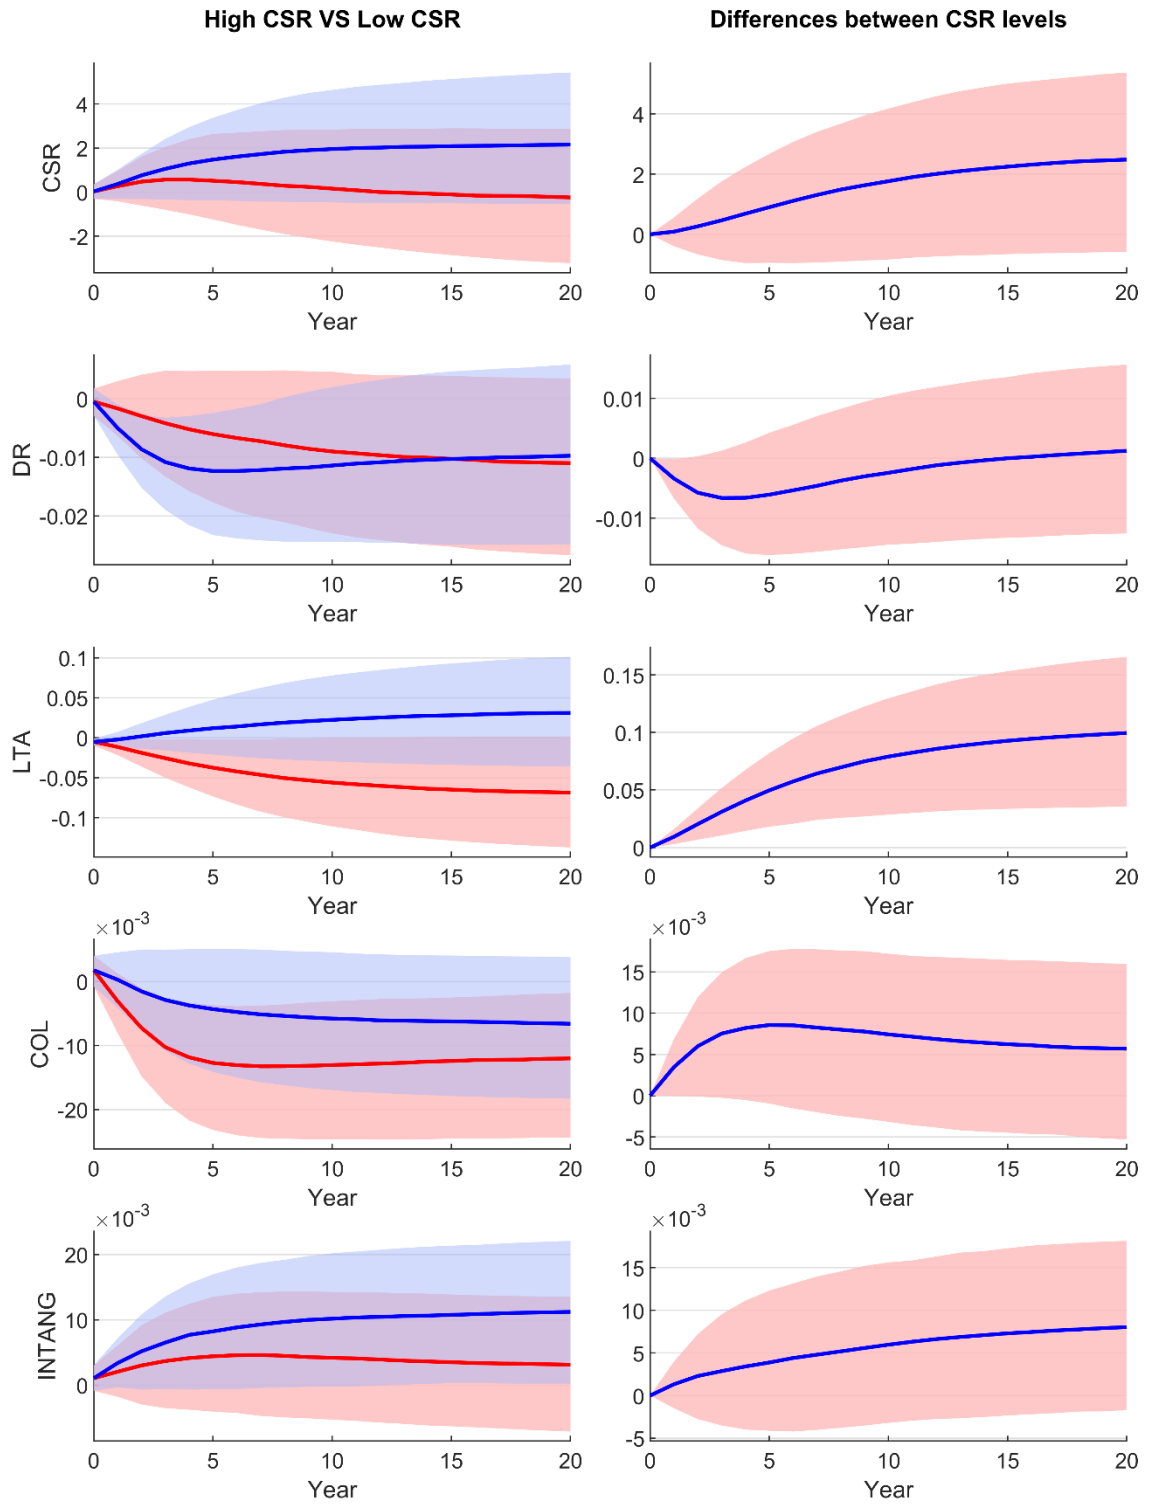 High CSR VS Low CSR
Differences between CSR levels
CSR
4
2
0
-2
0 5 10 15 20
Year
4
2
0
0 5 10 15 20
Year
DR
0
-0.01
-0.02
0 5 10 15 20
Year
0.01
0
-0.01
0 5 10 15 20
Year
LTA
0.1
0.05
0
-0.05
-0.1
0 5 10 15 20
Year
0.15
0.1
0.05
0
0 5 10 15 20
Year
COL
×10⁻³
0
-10
-20
0 5 10 15 20
Year
×10⁻³
15
10
5
0
-5
0 5 10 15 20
Year
INTANG
×10⁻³
20
10
0
0 5 10 15 20
Year
×10⁻³
15
10
5
0
-5
0 5 10 15 20
Year